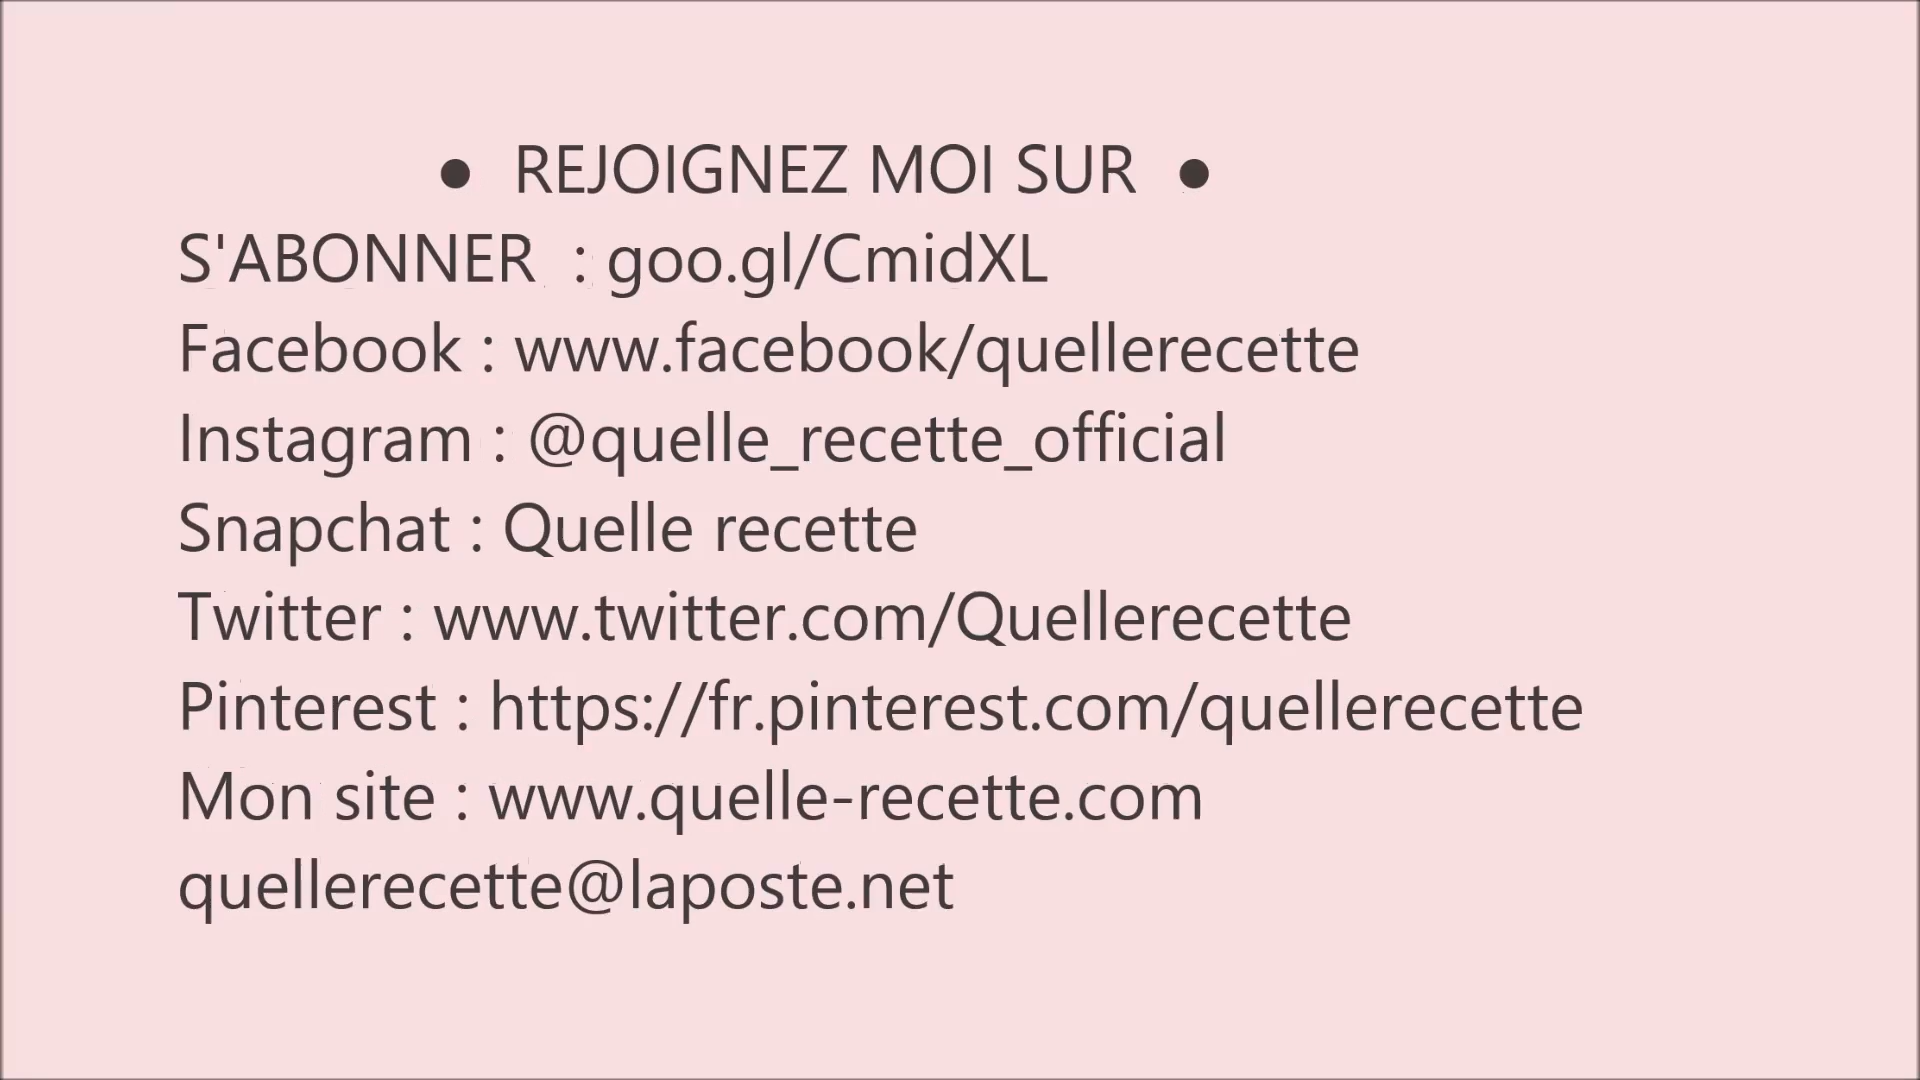 ● REJOIGNEZ MOI SUR ●
S'ABONNER : goo.gl/CmidXL
Facebook : www.facebook/quellerecette
Instagram : @quelle_recette_official
Snapchat : Quelle recette
Twitter : www.twitter.com/Quellerecette
Pinterest : https://fr.pinterest.com/quellerecette
Mon site : www.quelle-recette.com
quellerecette@laposte.net